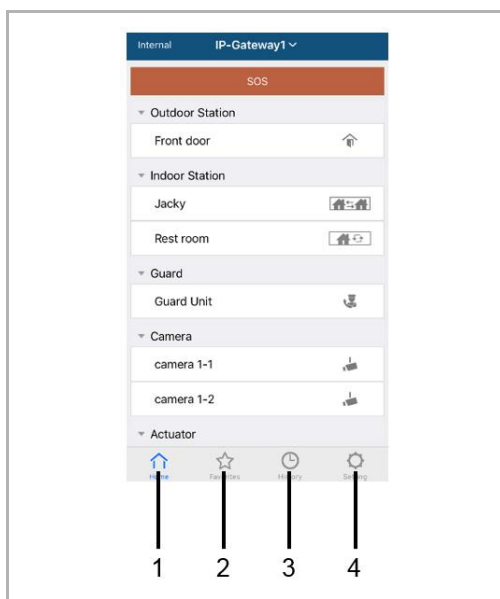 Internal IP-Gateway1
SOS
Outdoor Station
Front door
Indoor Station
Jacky
Rest room
Guard
Guard Unit
Camera
camera 1-1
camera 1-2
Actuator
Home Favorites History Setting
1 2 3 4